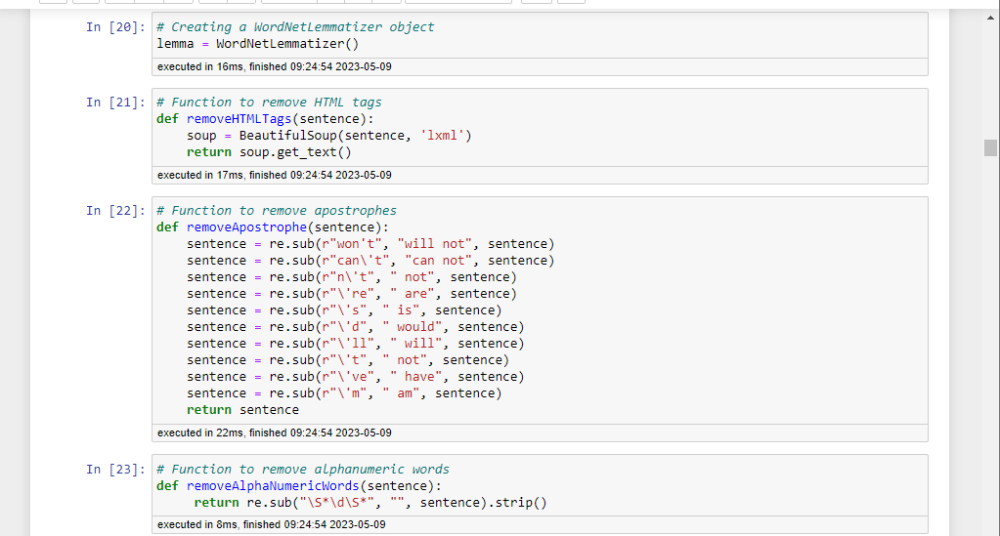 In [20]: # Creating a WordNetLemmatizer object
lemma = WordNetLemmatizer()
executed in 16ms, finished 09:24:54 2023-05-09
In [21]: # Function to remove HTML tags
def removeHTMLTags(sentence):
    soup = BeautifulSoup(sentence, 'lxml')
    return soup.get_text()
executed in 17ms, finished 09:24:54 2023-05-09
In [22]: # Function to remove apostrophes
def removeApostrophe(sentence):
    sentence = re.sub(r"won't", "will not", sentence)
    sentence = re.sub(r"can\'t", "can not", sentence)
    sentence = re.sub(r"n\'t", " not", sentence)
    sentence = re.sub(r"\'re", " are", sentence)
    sentence = re.sub(r"\'s", " is", sentence)
    sentence = re.sub(r"\'d", " would", sentence)
    sentence = re.sub(r"\'ll", " will", sentence)
    sentence = re.sub(r"\'t", " not", sentence)
    sentence = re.sub(r"\'ve", " have", sentence)
    sentence = re.sub(r"\'m", " am", sentence)
    return sentence
executed in 22ms, finished 09:24:54 2023-05-09
In [23]: # Function to remove alphanumeric words
def removeAlphaNumericWords(sentence):
     return re.sub("\S*\d\S*", "", sentence).strip()
executed in 8ms, finished 09:24:54 2023-05-09